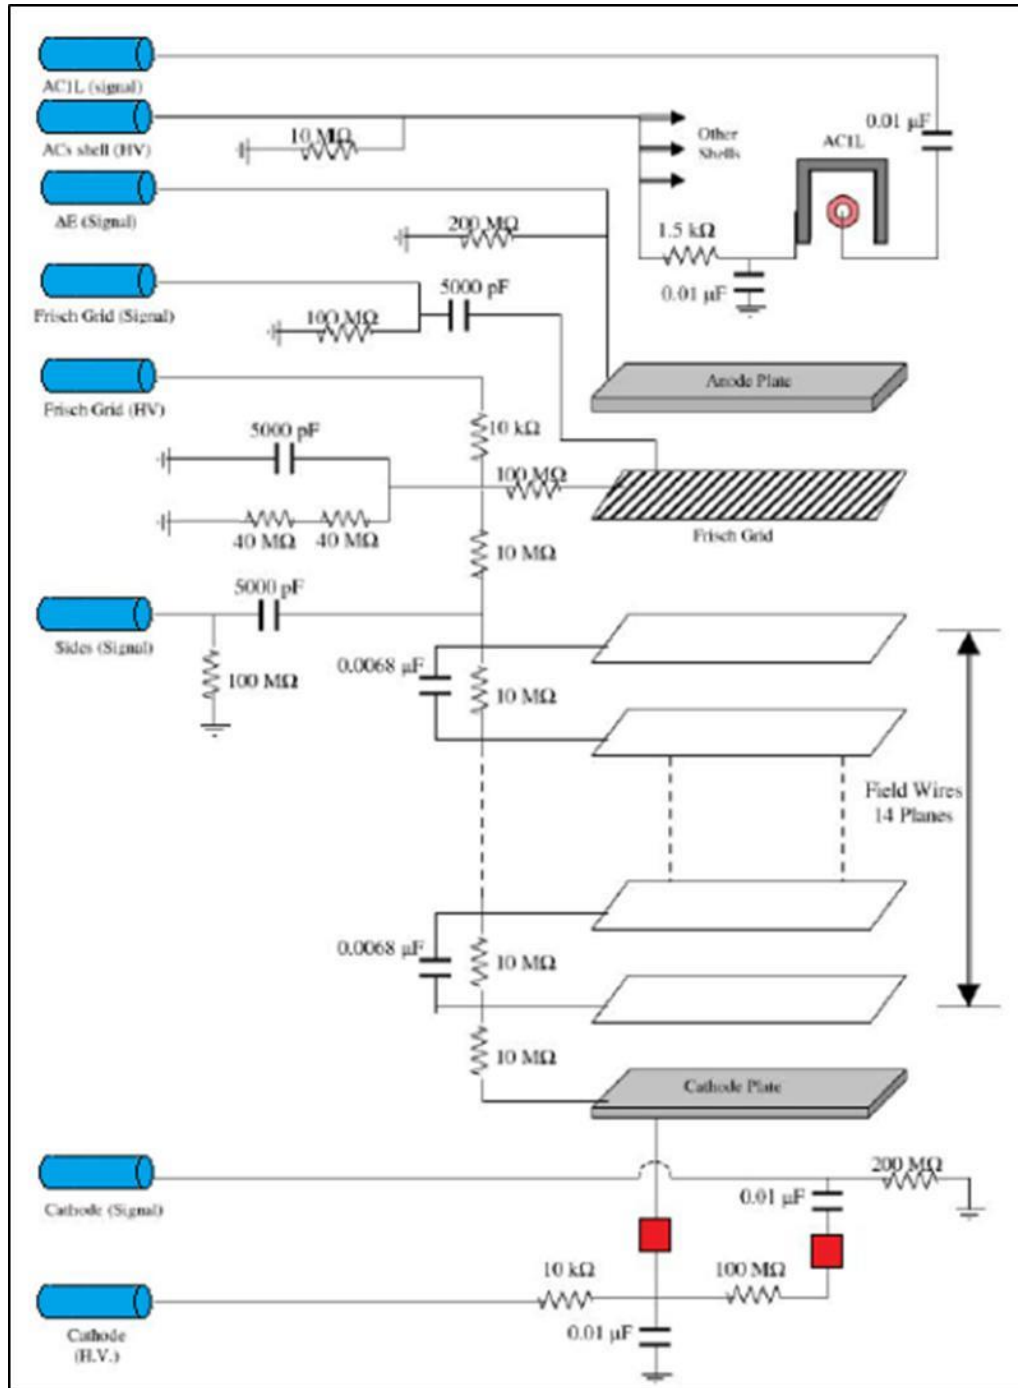 AC1L (signal)
0.01 μF
10 MΩ
Other
Shells
AC1L
ACs shell (HV)
ΔE (Signal)
200 MΩ
1.5 kΩ
5000 pF
0.01 μF
Frisch Grid (Signal)
100 MΩ
Anode Plate
Frisch Grid (HV)
10 kΩ
5000 pF
100 MΩ
40 MΩ
40 MΩ
Frisch Grid
10 MΩ
5000 pF
Sides (Signal)
0.0068 μF
100 MΩ
10 MΩ
Field Wires
14 Planes
0.0068 μF
10 MΩ
10 MΩ
Cathode Plate
200 MΩ
0.01 μF
Cathode (Signal)
10 kΩ
100 MΩ
0.01 μF
Cathode
(H.V.)